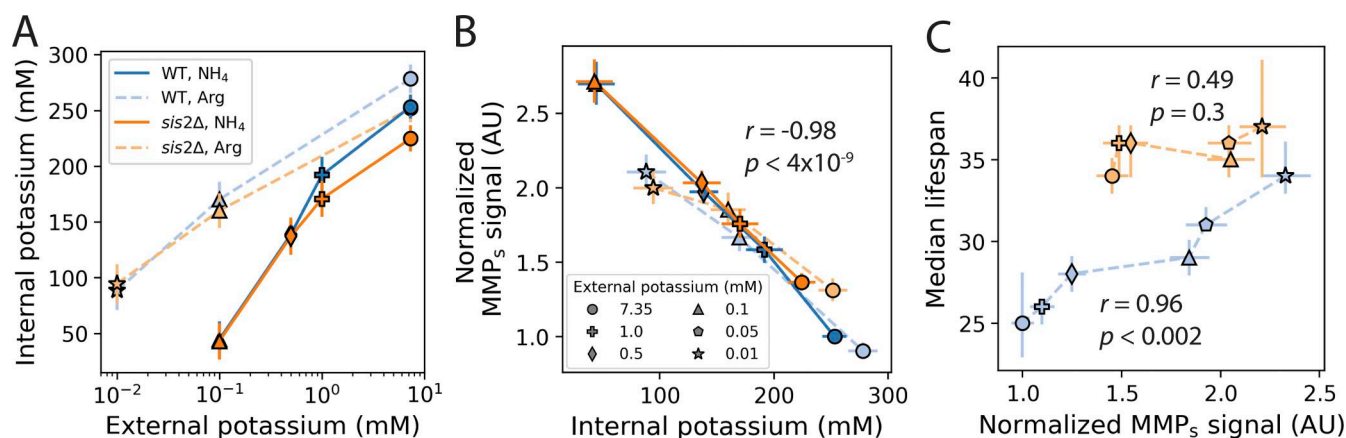 A
Internal potassium (mM)
300
250
200
150
100
50
WT, NH4
WT, Arg
sis2Δ, NH4
sis2Δ, Arg
10−2
10−1
100
101
External potassium (mM)
B
Normalized
MMPs signal (AU)
2.5
2.0
1.5
1.0
r = -0.98
p < 4x10-9
External potassium (mM)
7.35
0.1
1.0
0.05
0.5
0.01
100
200
300
Internal potassium (mM)
C
Median lifespan
40
35
30
25
r = 0.49
p = 0.3
r = 0.96
p < 0.002
1.0
1.5
2.0
2.5
Normalized MMPs signal (AU)